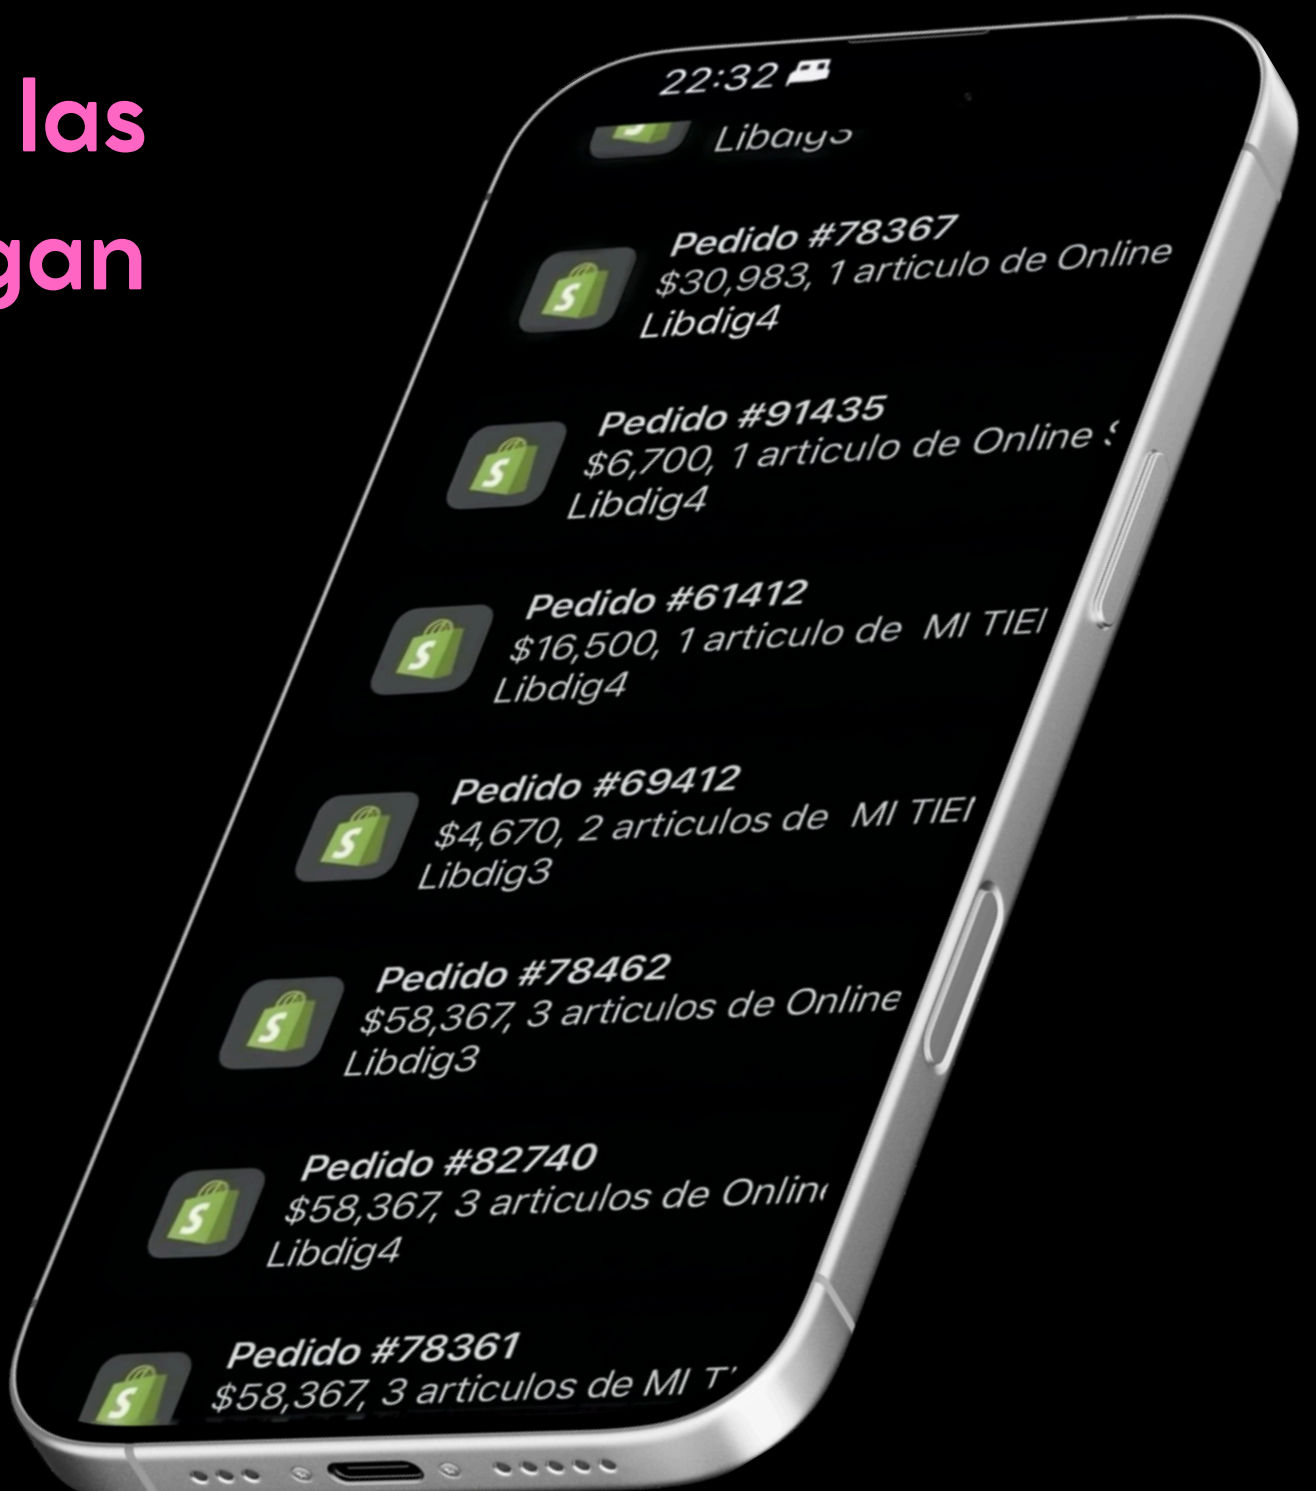 las
gan
22:32
Pedido #78367
$30,983, 1 articulo de Online
Libdig4
Pedido #91435
$6,700, 1 articulo de Online
Libdig4
Pedido #61412
$16,500, 1 articulo de MI TIEI
Libdig4
Pedido #69412
$4,670, 2 articulos de MI TIEI
Libdig3
Pedido #78462
$58,367, 3 articulos de Online
Libdig3
Pedido #82740
$58,367, 3 articulos de Online
Libdig4
Pedido #78361
$58,367, 3 articulos de MI